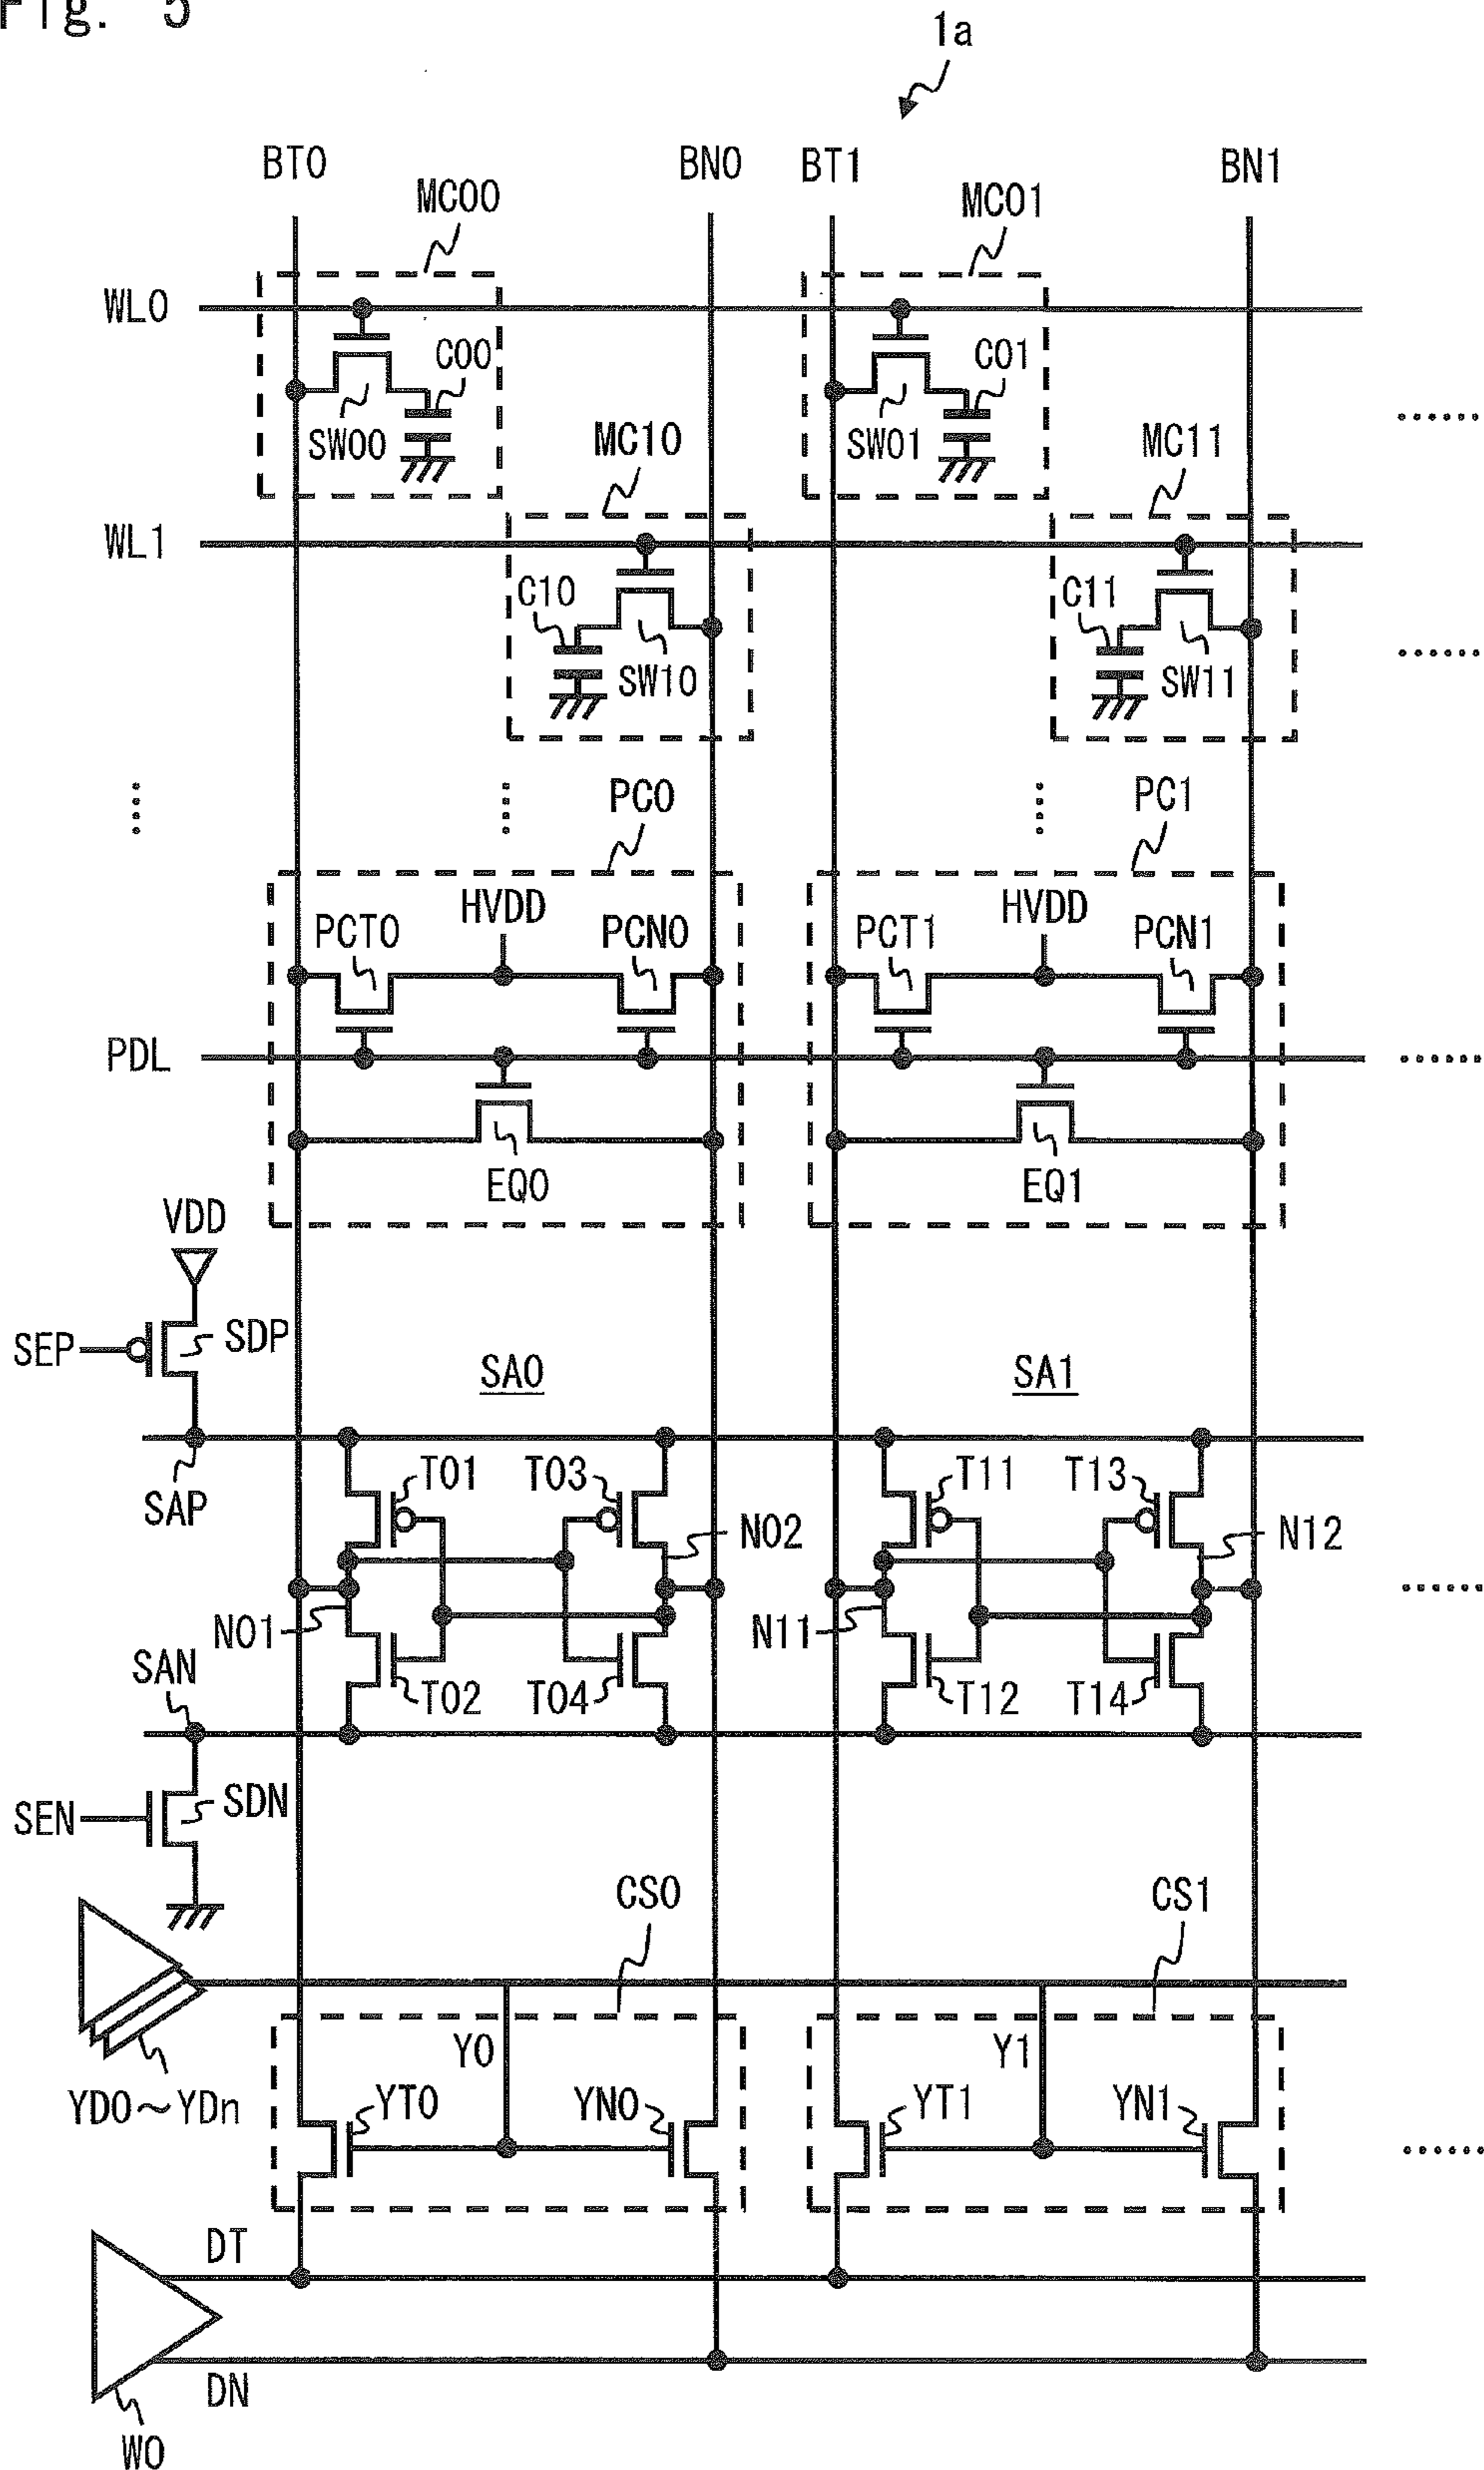 Fig. 5
1a
BT0 BN0 BT1 BN1
MC00 MC01
WL0
C00 C01
SW00 SW01
MC10 MC11
WL1
C10 C11
SW10 SW11
PC0 PC1
HVDD HVDD
PCT0 PCN0 PCT1 PCN1
PDL
EQ0 EQ1
VDD
SEP SDP
SA0 SA1
T01 T03 T11 T13
SAP
N02 N12
N01 N11
SAN
T02 T04 T12 T14
SEN SDN
CS0 CS1
Y0 Y1
YD0~YDn
YT0 YN0 YT1 YN1
DT
DN
W0